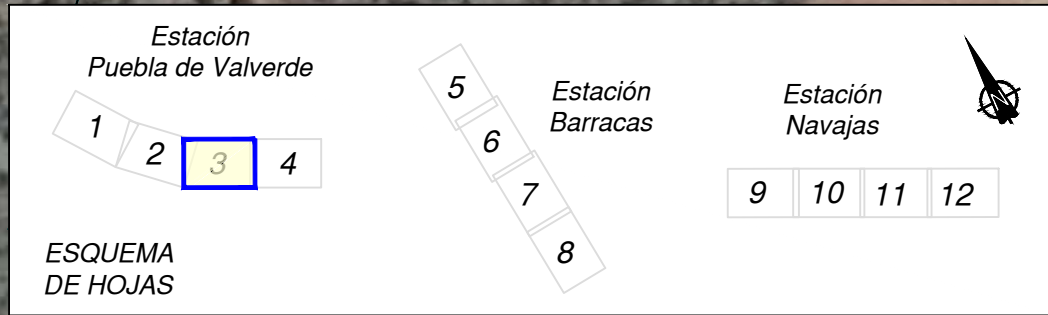 Estación
Puebla de Valverde
1
2
3
4
5
6
7
8
Estación
Barracas
Estación
Navajas
N
9
10
11
12
ESQUEMA
DE HOJAS